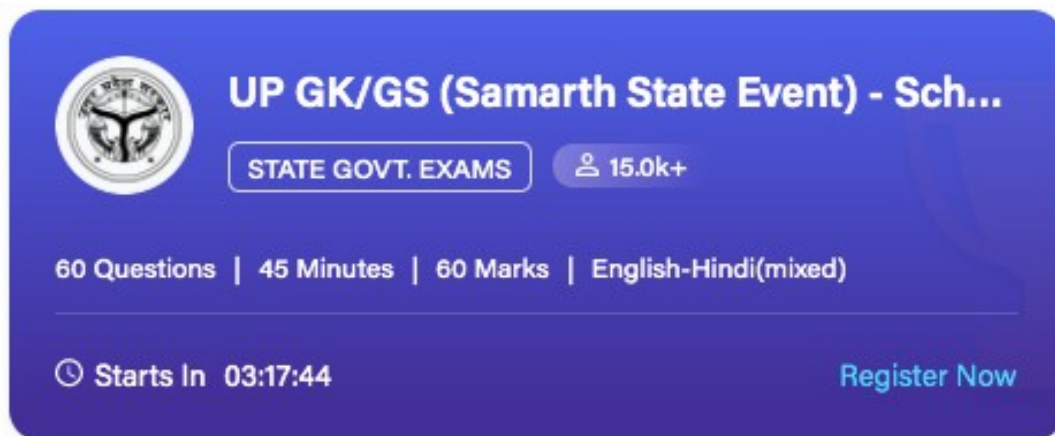 UP GK/GS (Samarth State Event) - Sch...
STATE GOVT. EXAMS 15.0k+
60 Questions | 45 Minutes | 60 Marks | English-Hindi(mixed)
Starts In 03:17:44 Register Now